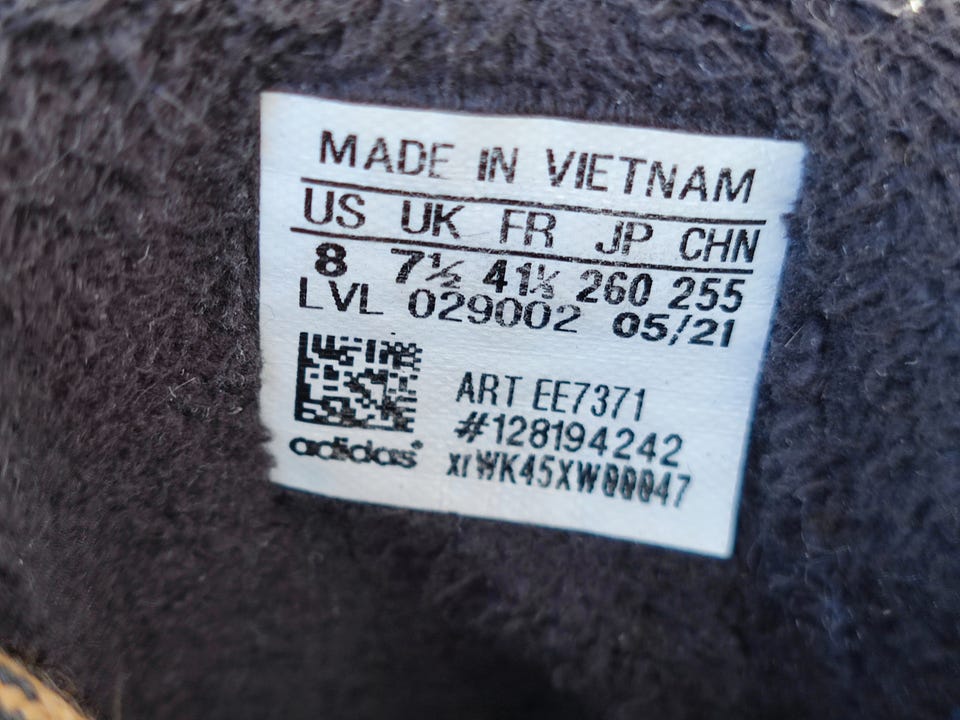 MADE IN VIETNAM
US UK FR JP CHN
8 7½ 41⅓ 260 255
LVL 029002 05/21
ART EE7371
#128194242
adidas
xrWK45XW00047